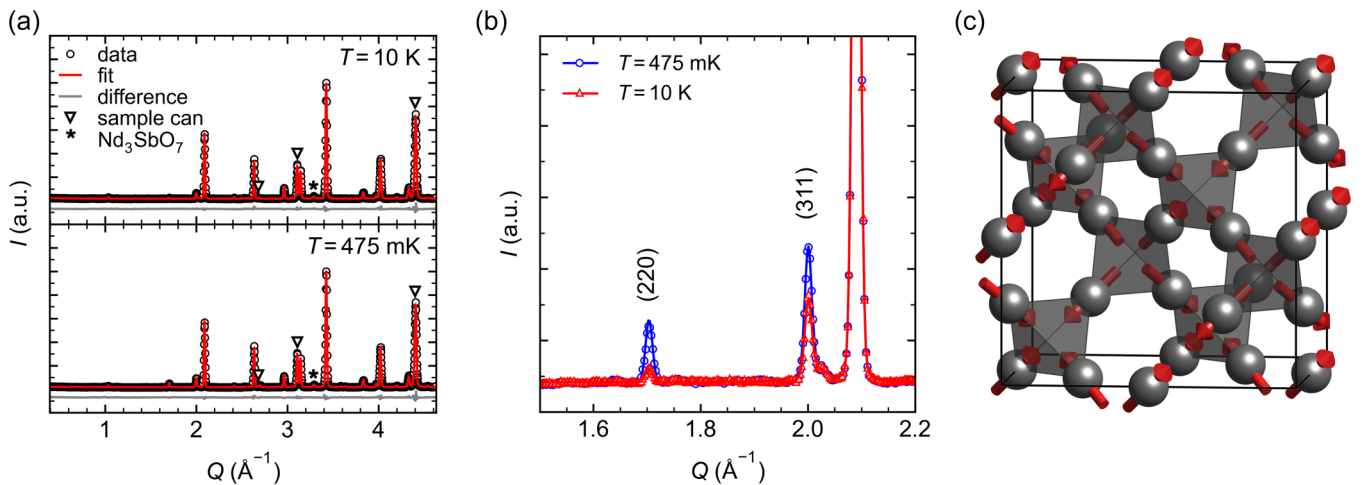 (a)
data
fit
difference
sample can
Nd₃SbO₇
T = 10 K
T = 475 mK
I (a.u.)
1 2 3 4
Q (Å⁻¹)
(b)
T = 475 mK
T = 10 K
(220)
(311)
I (a.u.)
1.6 1.8 2.0 2.2
Q (Å⁻¹)
(c)